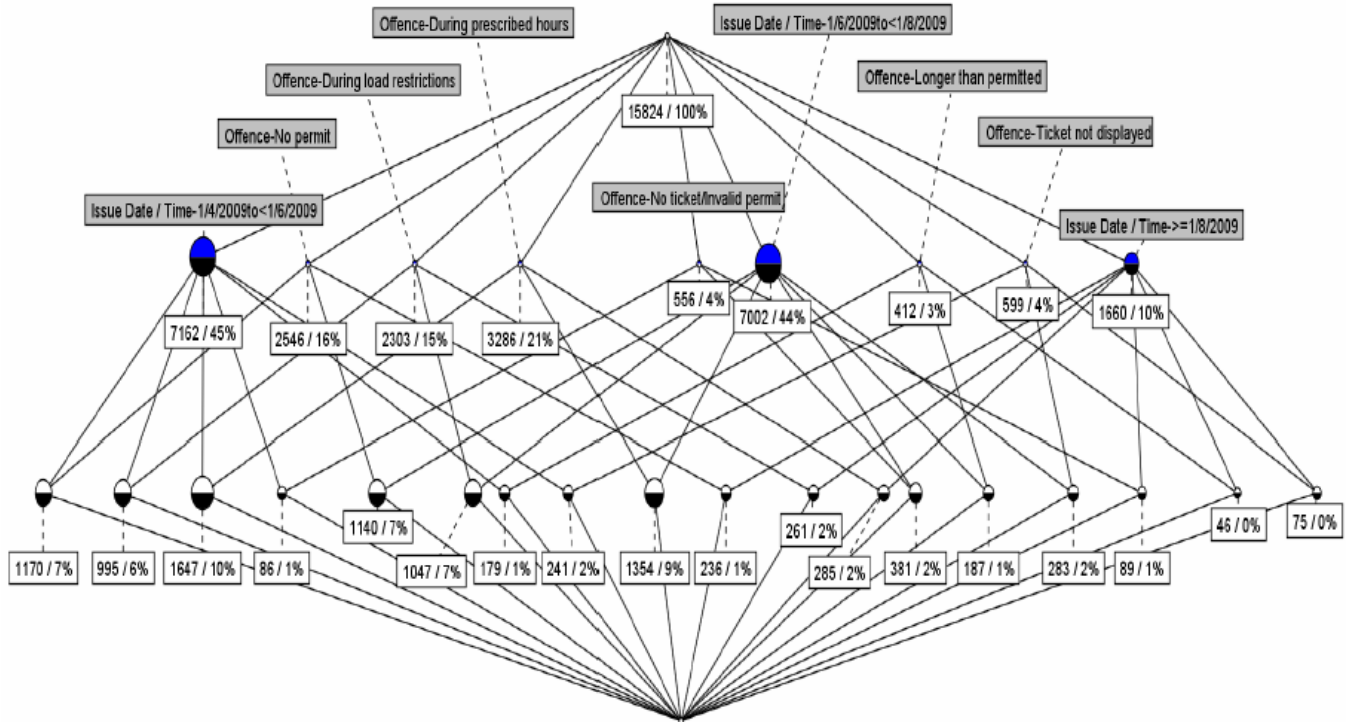 Offence-During prescribed hours
Issue Date / Time-1/6/2009to<1/8/2009
Offence-During load restrictions
Offence-Longer than permitted
15824 / 100%
Offence-No permit
Offence-Ticket not displayed
Issue Date / Time-1/4/2009to<1/6/2009
Offence-No ticket/Invalid permit
Issue Date / Time->=1/8/2009
556 / 4%
7002 / 44%
412 / 3%
599 / 4%
1660 / 10%
7162 / 45%
2546 / 16%
2303 / 15%
3286 / 21%
1140 / 7%
261 / 2%
46 / 0%
75 / 0%
1170 / 7%
995 / 6%
1647 / 10%
86 / 1%
1047 / 7%
179 / 1%
241 / 2%
1354 / 9%
236 / 1%
285 / 2%
381 / 2%
187 / 1%
283 / 2%
89 / 1%